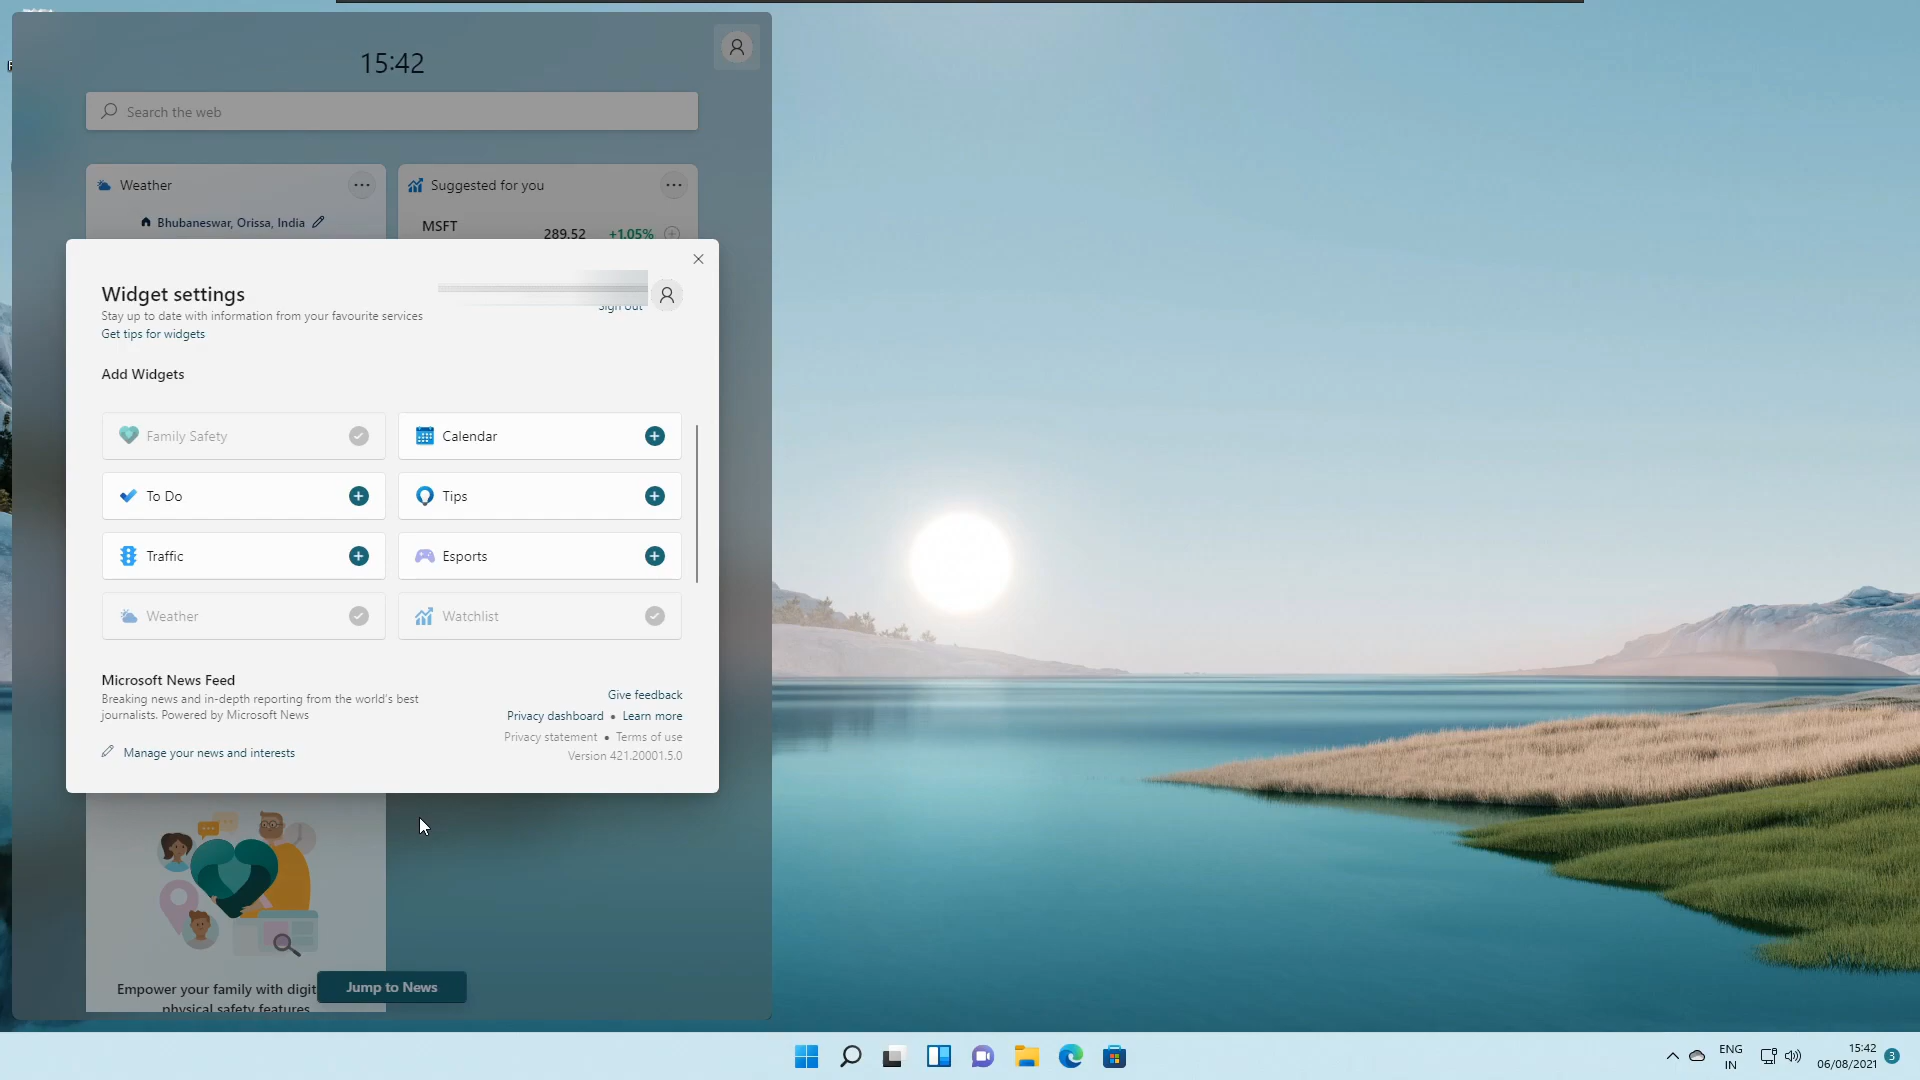 15:42
Search the web
Weather
Suggested for you
Bhubaneswar, Orissa, India
MSFT
289.52 +1.05%
Widget settings
Sign out
Stay up to date with information from your favourite services
Get tips for widgets
Add Widgets
Family Safety
Calendar
To Do
Tips
Traffic
Esports
Weather
Watchlist
Microsoft News Feed
Breaking news and in-depth reporting from the world's best
journalists. Powered by Microsoft News
Manage your news and interests
Give feedback
Privacy dashboard • Learn more
Privacy statement • Terms of use
Version 421.20001.5.0
Empower your family with digit
physical safety features
Jump to News
ENG
IN
15:42
06/08/2021
3